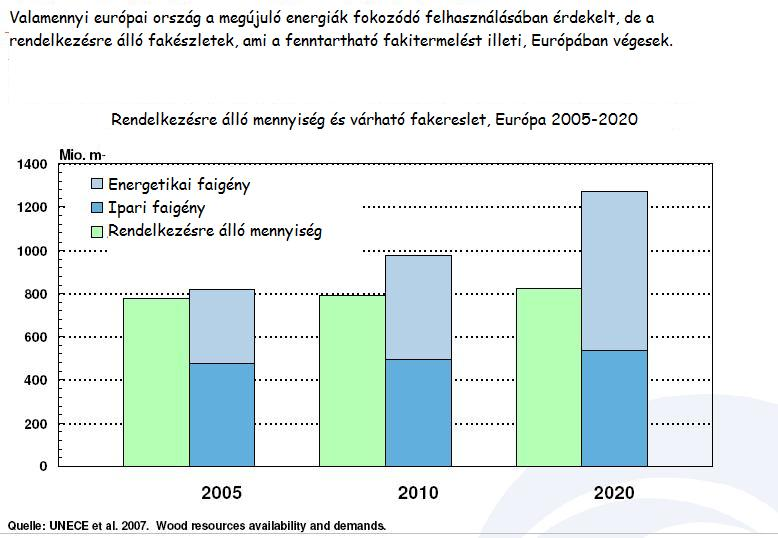 Valamennyi európai ország a megújuló energiák fokozódó felhasználásában érdekelt, de a
rendelkezésre álló fakészletek, ami a fenntartható fakitermelést illeti, Európában végesek.
Rendelkezésre álló mennyiség és várható fakereslet, Európa 2005-2020
Mio. m-
1400
1200
1000
800
600
400
200
0
Energetikai faigény
Ipari faigény
Rendelkezésre álló mennyiség
2005
2010
2020
Quelle: UNECE et al. 2007. Wood resources availability and demands.